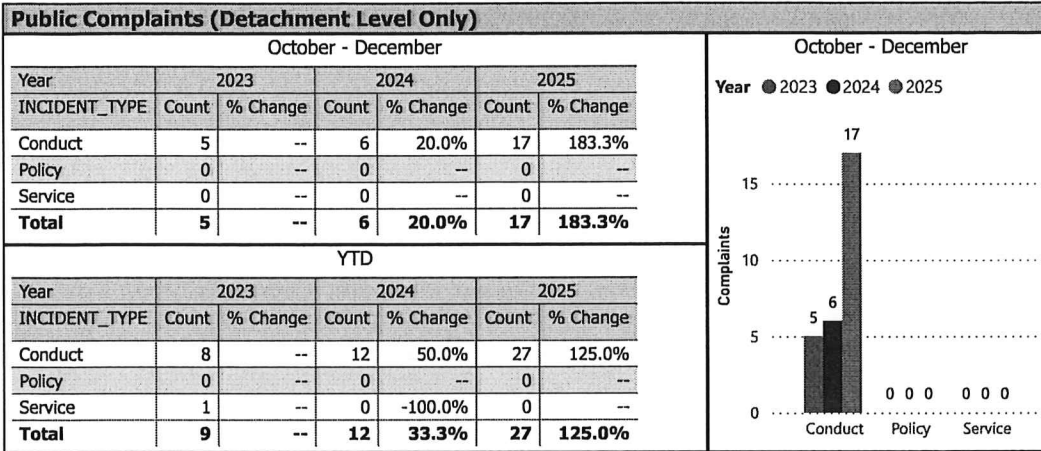 Public Complaints (Detachment Level Only)
October - December
Year 2023 2024 2025
INCIDENT_TYPE Count % Change Count % Change Count % Change
Conduct 5 -- 6 20.0% 17 183.3%
Policy 0 -- 0 -- 0 --
Service 0 -- 0 -- 0 --
Total 5 -- 6 20.0% 17 183.3%
YTD
Year 2023 2024 2025
INCIDENT_TYPE Count % Change Count % Change Count % Change
Conduct 8 -- 12 50.0% 27 125.0%
Policy 0 -- 0 -- 0 --
Service 1 -- 0 -100.0% 0 --
Total 9 -- 12 33.3% 27 125.0%
October - December
Year 2023 2024 2025
17
15
Complaints
10
5 6
5
0 0 0 0 0 0
0
Conduct Policy Service